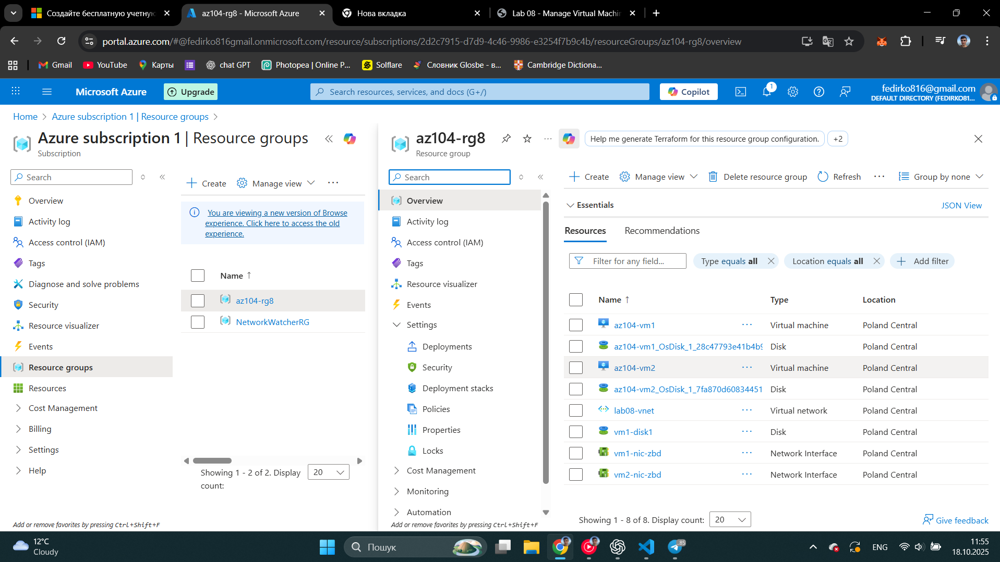 Создайте бесплатную учетную
az104-rg8 - Microsoft Azure
Нова вкладка
Lab 08 - Manage Virtual Machin
portal.azure.com/#@fedirko816gmail.onmicrosoft.com/resource/subscriptions/2d2c7915-d7d9-4c46-9986-e3254f7b9c4b/resourceGroups/az104-rg8/overview
Gmail
YouTube
Карты
chat GPT
Photopea | Online P...
Solflare
Словник Glosbe - в...
Cambridge Dictiona...
Microsoft Azure
Upgrade
Search resources, services, and docs (G+/)
Copilot
1
fedirko816@gmail.com
DEFAULT DIRECTORY (FEDIRKO81...
Home
Azure subscription 1 | Resource groups
Azure subscription 1 | Resource groups
Subscription
Search
Overview
Activity log
Access control (IAM)
Tags
Diagnose and solve problems
Security
Resource visualizer
Events
Resource groups
Resources
Cost Management
Billing
Settings
Help
Add or remove favorites by pressing Ctrl+Shift+F
Create
Manage view
You are viewing a new version of Browse
experience. Click here to access the old
experience.
Name ↑
az104-rg8
NetworkWatcherRG
Showing 1 - 2 of 2. Display
count:
20
az104-rg8
Resource group
Help me generate Terraform for this resource group configuration.
+2
Search
Overview
Activity log
Access control (IAM)
Tags
Resource visualizer
Events
Settings
Deployments
Security
Deployment stacks
Policies
Properties
Locks
Cost Management
Monitoring
Automation
Add or remove favorites by pressing Ctrl+Shift+F
Create
Manage view
Delete resource group
Refresh
Group by none
Essentials
JSON View
Resources
Recommendations
Filter for any field...
Type equals all
Location equals all
Add filter
Name ↑ Type Location
az104-vm1 Virtual machine Poland Central
az104-vm1_OsDisk_1_28c47793e41b4b9 Disk Poland Central
az104-vm2 Virtual machine Poland Central
az104-vm2_OsDisk_1_7fa870d60834451 Disk Poland Central
lab08-vnet Virtual network Poland Central
vm1-disk1 Disk Poland Central
vm1-nic-zbd Network Interface Poland Central
vm2-nic-zbd Network Interface Poland Central
Showing 1 - 8 of 8. Display count:
20
Give feedback
12°C
Cloudy
Пошук
..85
ENG
11:55
18.10.2025